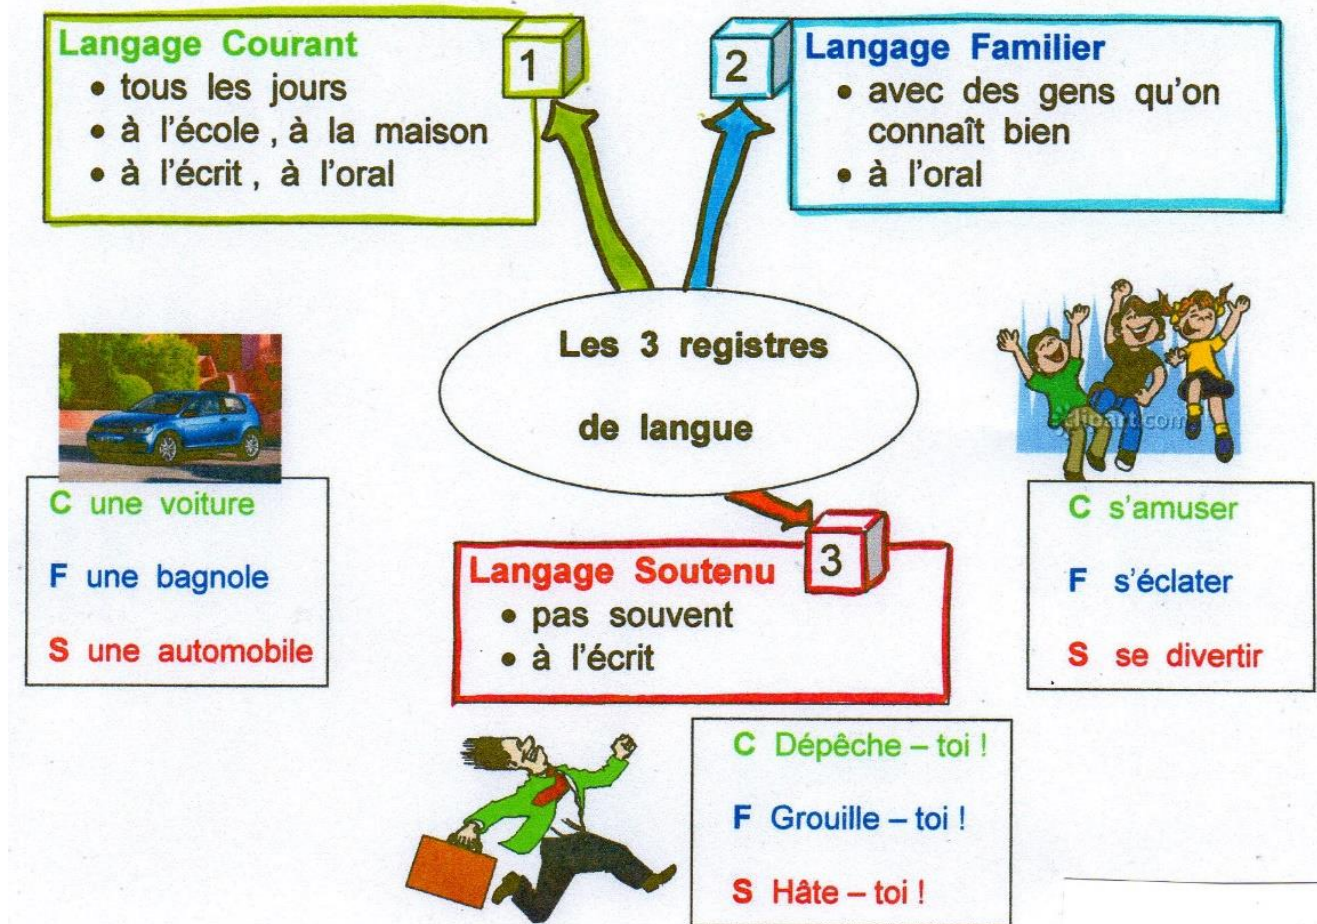 Langage Courant
• tous les jours
• à l'école , à la maison
• à l'écrit , à l'oral
1
2
Langage Familier
• avec des gens qu'on
connaît bien
• à l'oral
Les 3 registres
de langue
clipart.com
C une voiture
F une bagnole
S une automobile
C s'amuser
F s'éclater
S se divertir
3
Langage Soutenu
• pas souvent
• à l'écrit
C Dépêche – toi !
F Grouille – toi !
S Hâte – toi !